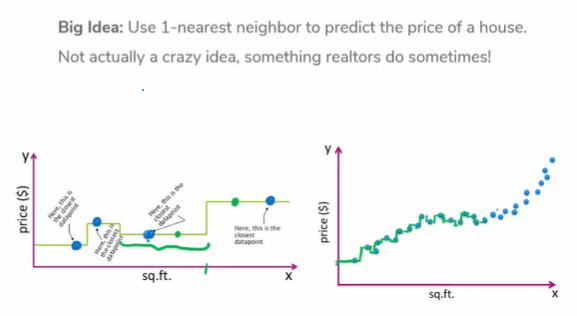 Big Idea: Use 1-nearest neighbor to predict the price of a house.
Not actually a crazy idea, something realtors do sometimes!
y
price ($)
Here, this is
the closest
datapoint
Here, this is
the closest
datapoint
Here, this is the
closest
datapoint
Here, this is the
closest
datapoint
sq.ft.
x
y
price ($)
sq.ft.
x